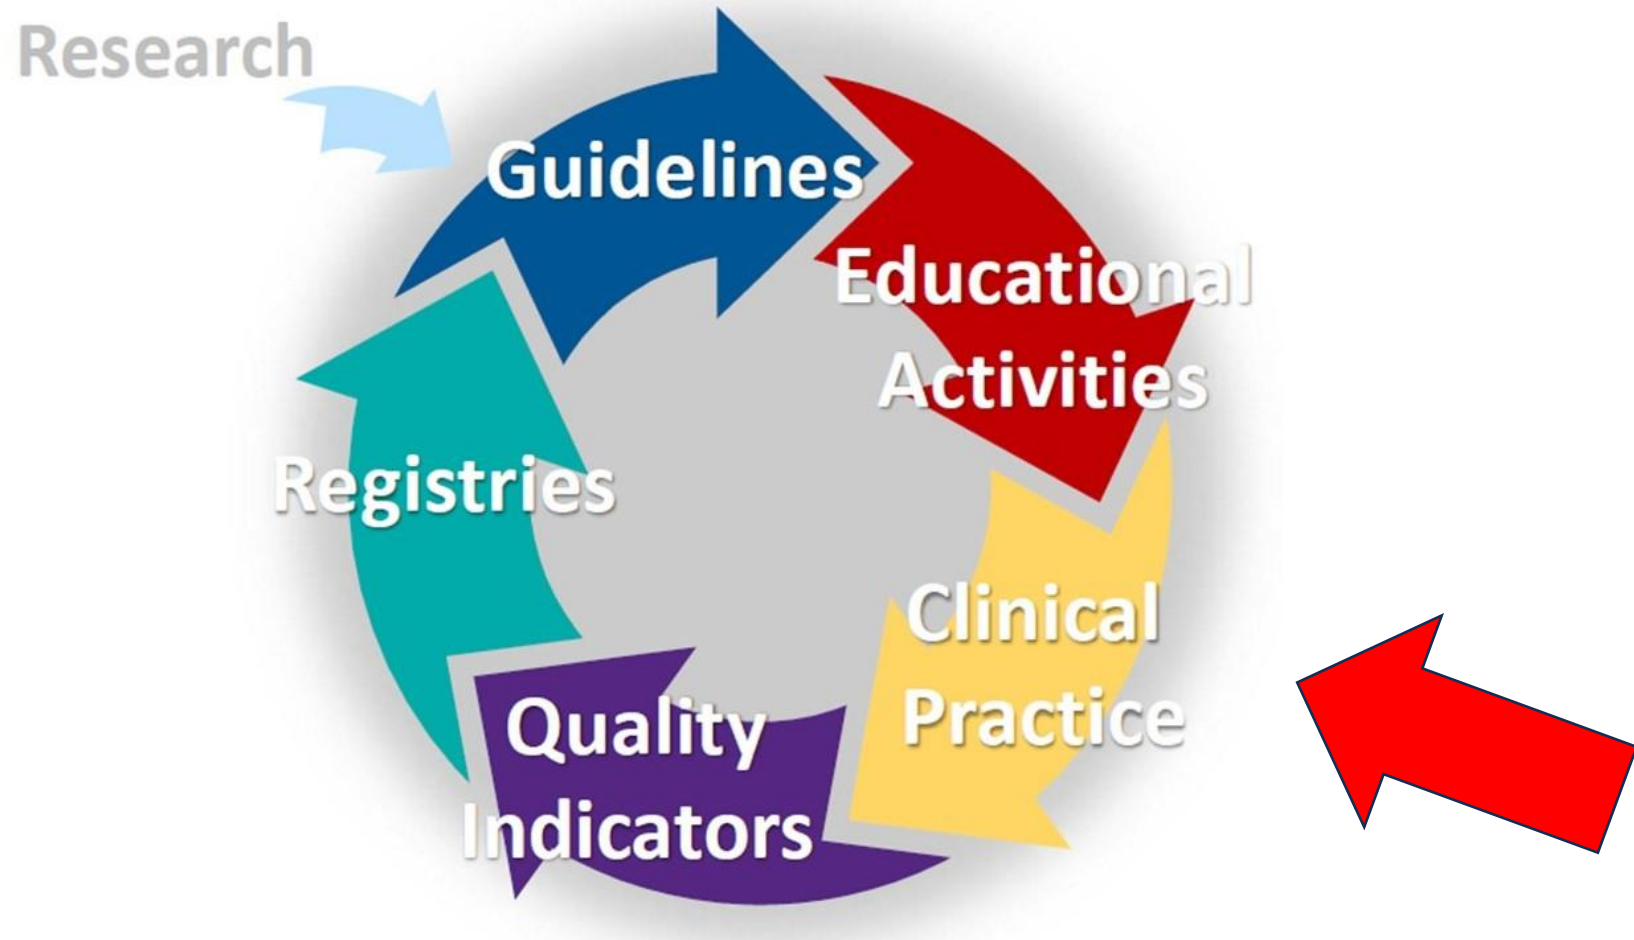 Research
Guidelines
Educational
Activities
Clinical
Practice
Quality
Indicators
Registries